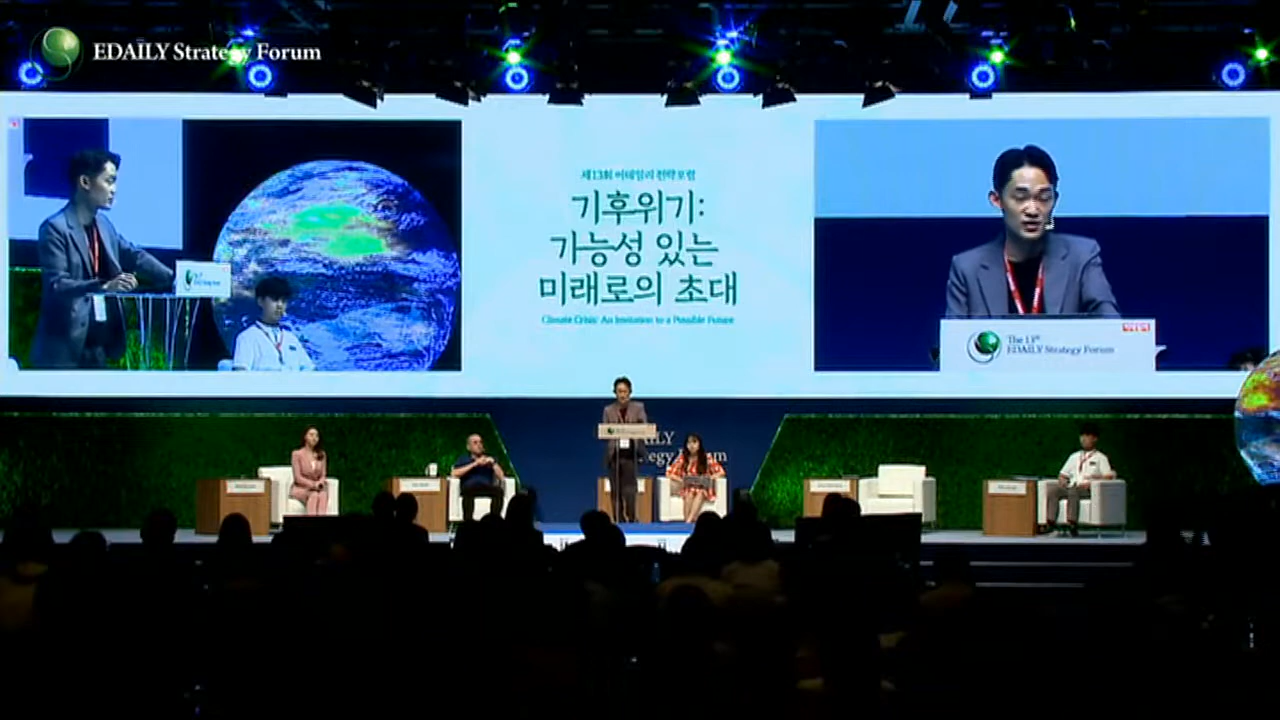 EDAILY Strategy Forum
제13회 이데일리 전략포럼
기후위기:
가능성 있는
미래로의 초대
Climate Crisis: An Invitation to a Possible Future
The 13th
EDAILY Strategy Forum